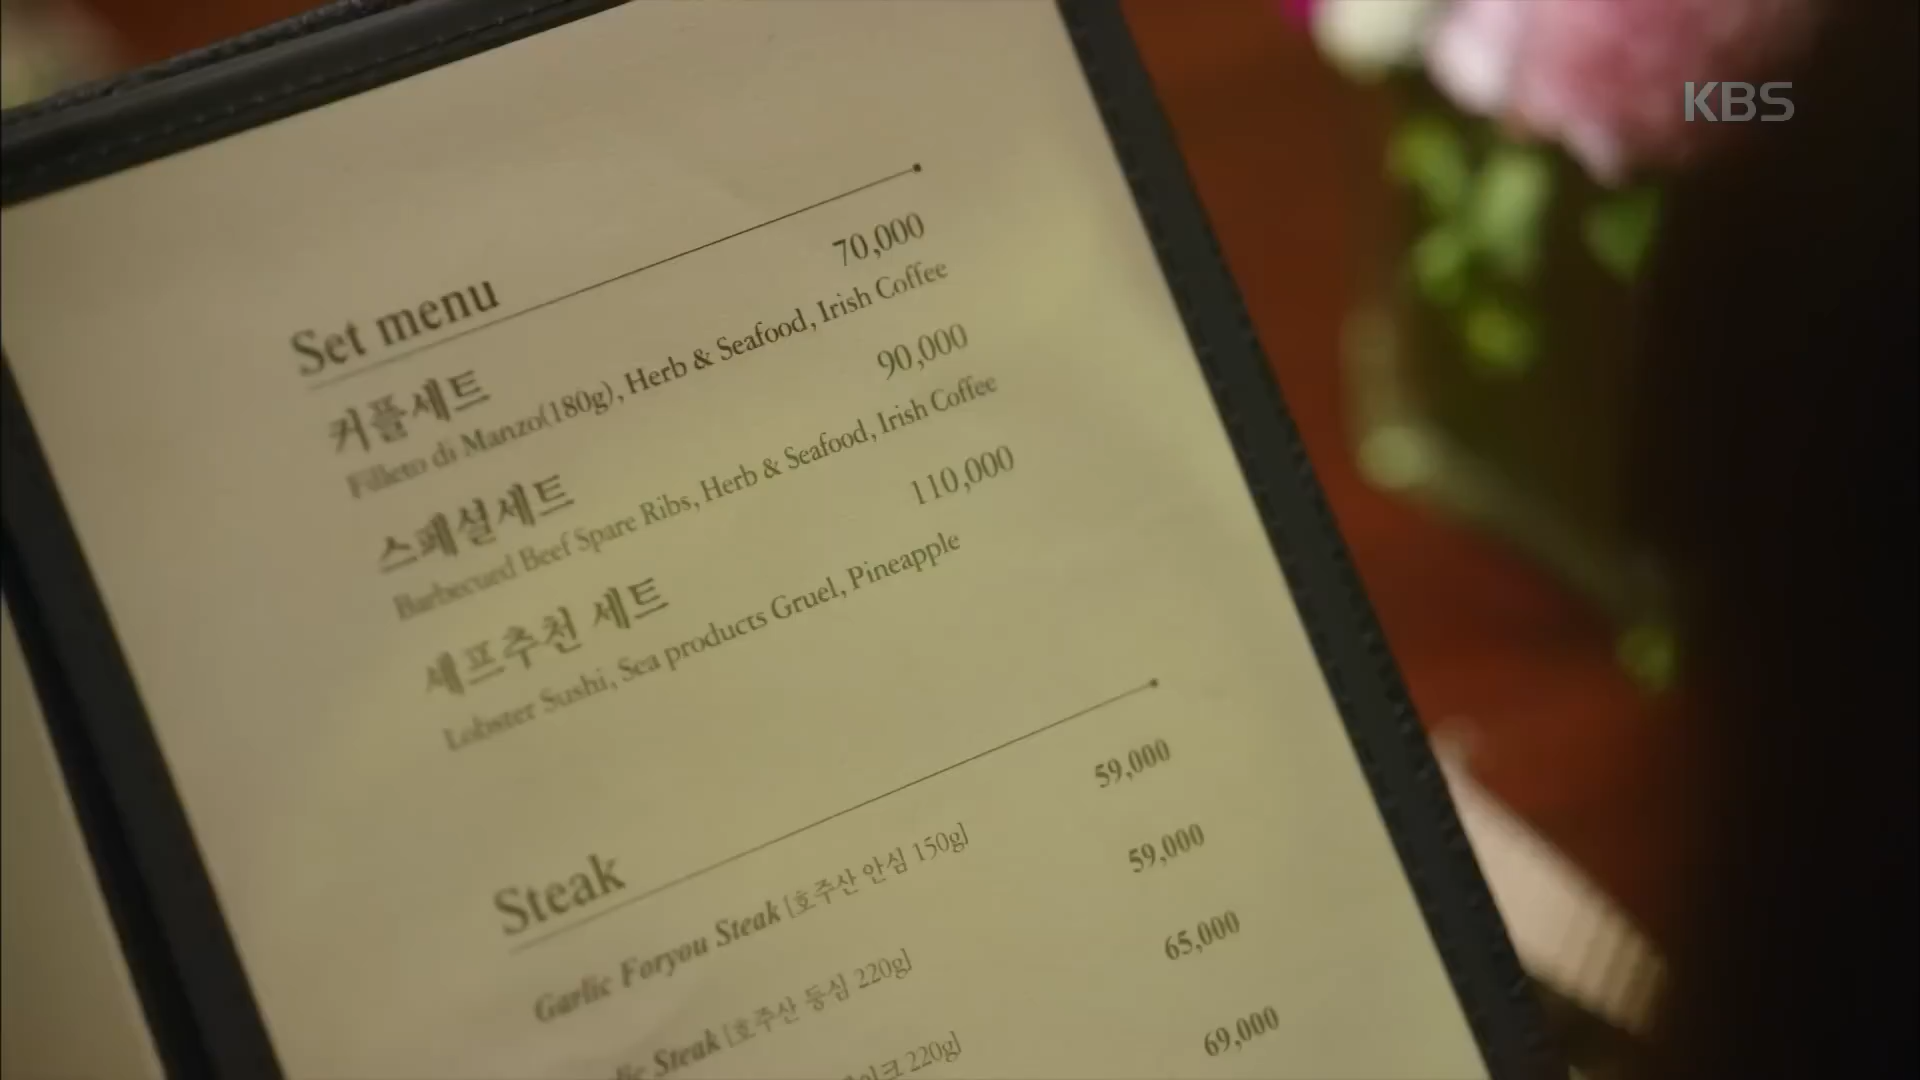 KBS
Set menu
커플세트 70,000
Filleto di Manzo(180g), Herb & Seafood, Irish Coffee
스페셜세트 90,000
Barbecued Beef Spare Ribs, Herb & Seafood, Irish Coffee
셰프추천 세트 110,000
Lobster Sushi, Sea products Gruel, Pineapple
Steak
Garlic Foryou Steak [호주산 안심 150g] 59,000
Steak [호주산 등심 220g] 59,000
220g] 65,000
69,000